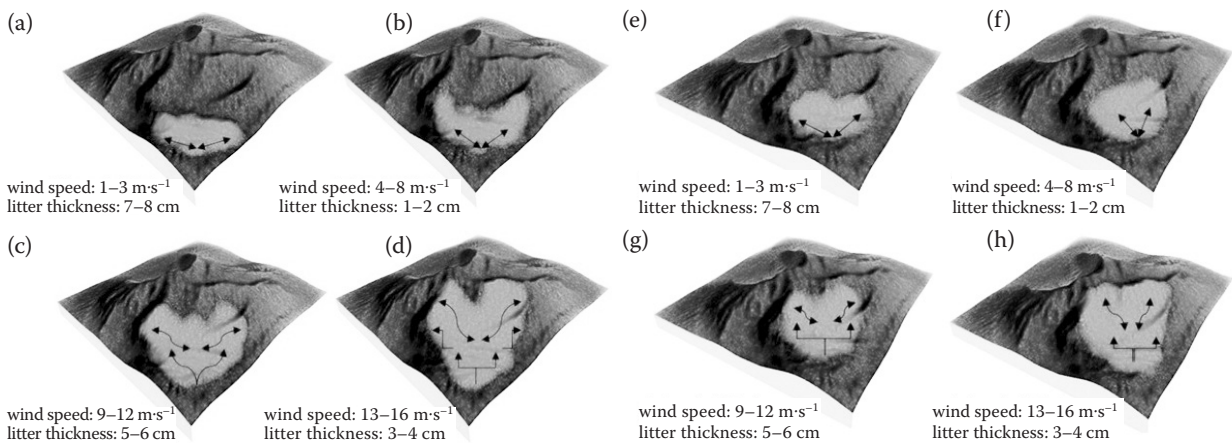 (a)
(b)
(e)
(f)
wind speed: 1–3 m·s⁻¹
litter thickness: 7–8 cm
wind speed: 4–8 m·s⁻¹
litter thickness: 1–2 cm
wind speed: 1–3 m·s⁻¹
litter thickness: 7–8 cm
wind speed: 4–8 m·s⁻¹
litter thickness: 1–2 cm
(c)
(d)
(g)
(h)
wind speed: 9–12 m·s⁻¹
litter thickness: 5–6 cm
wind speed: 13–16 m·s⁻¹
litter thickness: 3–4 cm
wind speed: 9–12 m·s⁻¹
litter thickness: 5–6 cm
wind speed: 13–16 m·s⁻¹
litter thickness: 3–4 cm